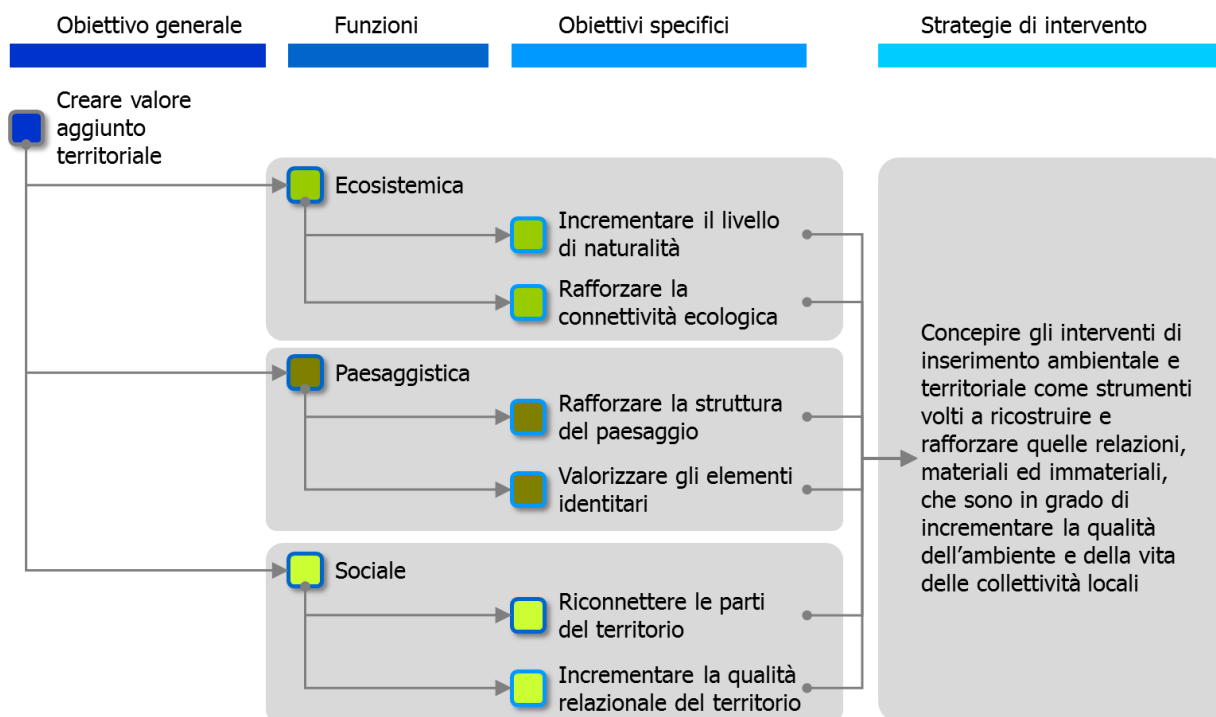 Obiettivo generale
Funzioni
Obiettivi specifici
Strategie di intervento
Creare valore
aggiunto
territoriale
Ecosistemica
Incrementare il livello
di naturalità
Rafforzare la
connettività ecologica
Paesaggistica
Rafforzare la struttura
del paesaggio
Valorizzare gli elementi
identitari
Sociale
Riconnettere le parti
del territorio
Incrementare la qualità
relazionale del territorio
Concepire gli interventi di
inserimento ambientale e
territoriale come strumenti
volti a ricostruire e
rafforzare quelle relazioni,
materiali ed immateriali,
che sono in grado di
incrementare la qualità
dell’ambiente e della vita
delle collettività locali